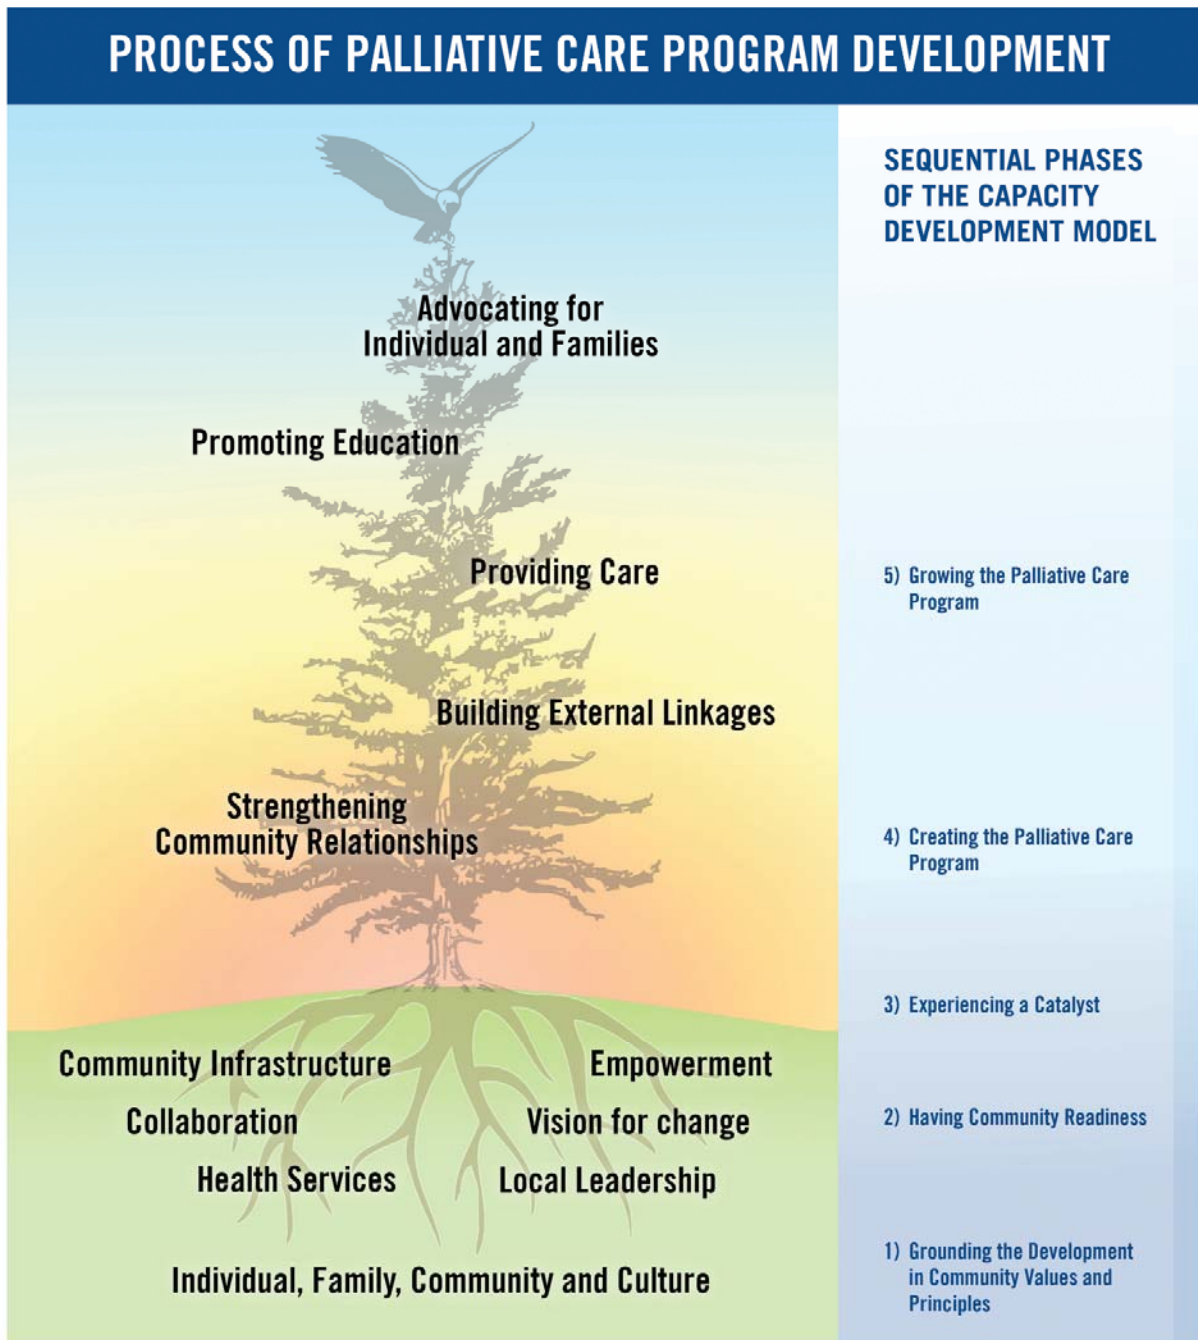 PROCESS OF PALLIATIVE CARE PROGRAM DEVELOPMENT
Advocating for
Individual and Families
Promoting Education
Providing Care
Building External Linkages
Strengthening
Community Relationships
Community Infrastructure
Empowerment
Collaboration
Vision for change
Health Services
Local Leadership
Individual, Family, Community and Culture
SEQUENTIAL PHASES
OF THE CAPACITY
DEVELOPMENT MODEL
5) Growing the Palliative Care
Program
4) Creating the Palliative Care
Program
3) Experiencing a Catalyst
2) Having Community Readiness
1) Grounding the Development
in Community Values and
Principles